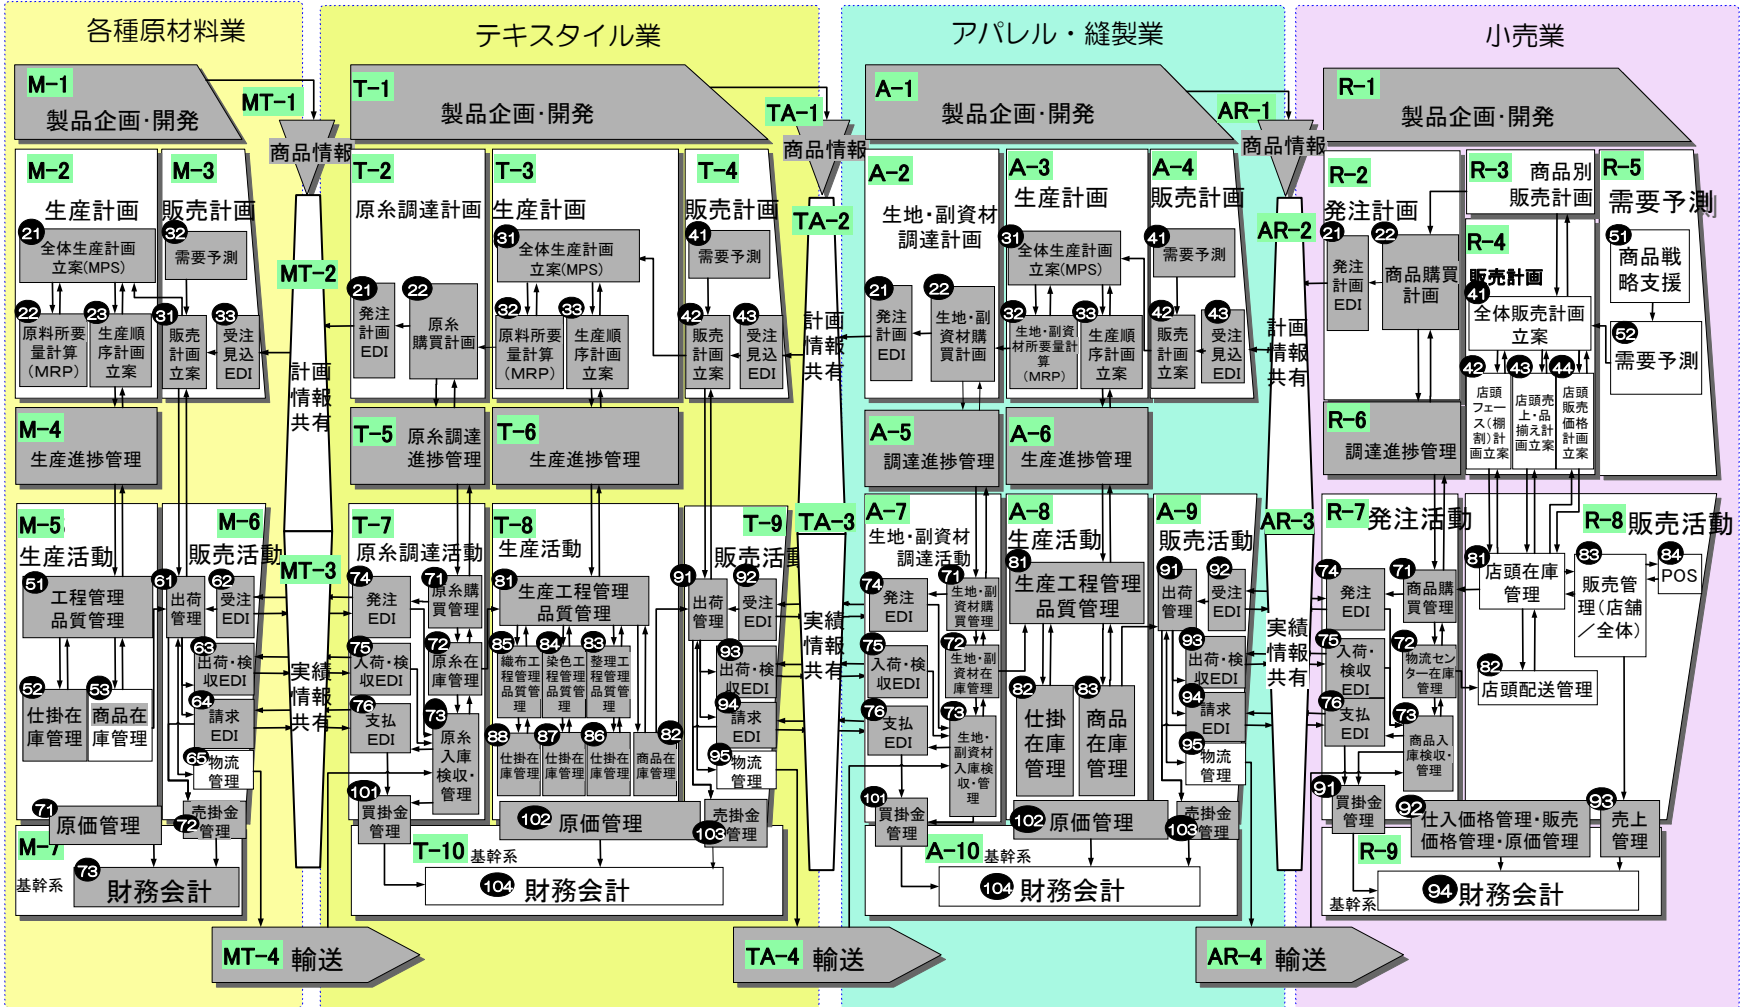 各種原材料業
M-1
製品企画・開発
MT-1
商品情報
M-2
生産計画
21
全体生産計画
立案(MPS)
22
原料所要
量計算
(MRP)
23
生産順
序計画
立案
M-3
販売計画
32
需要予測
31
販売
計画
立案
33
受注
見込
EDI
MT-2
計画
情報
共有
M-4
生産進捗管理
M-5
生産活動
51
工程管理
品質管理
52
仕掛在
庫管理
53
商品在
庫管理
M-6
販売活動
61
出荷
管理
62
受注
EDI
63
出荷・検
収EDI
64
請求
EDI
65
物流
管理
MT-3
実績
情報
共有
71
原価管理
72
売掛金
管理
M-7
基幹系
73
財務会計
MT-4
輸送
テキスタイル業
T-1
製品企画・開発
TA-1
商品情報
T-2
原糸調達計画
21
発注
計画
EDI
22
原糸
購買計画
T-3
生産計画
31
全体生産計画
立案(MPS)
32
原料所要
量計算
(MRP)
33
生産順
序計画
立案
T-4
販売計画
41
需要予測
42
販売
計画
立案
43
受注
見込
EDI
TA-2
計画
情報
共有
T-5
原糸調達
進捗管理
T-6
生産進捗管理
T-7
原糸調達活動
74
発注
EDI
71
原糸購
買管理
75
入荷・検
収EDI
72
原糸在
庫管理
76
支払
EDI
73
原糸
入庫
検収・
管理
101
買掛金
管理
T-8
生産活動
81
生産工程管理
品質管理
85
織布工
程管理
品質管
理
84
染色工
程管理
品質管
理
83
整理工
程管理
品質管
理
88
仕掛在
庫管理
87
仕掛在
庫管理
86
仕掛在
庫管理
82
商品在
庫管理
T-9
販売活動
91
出荷
管理
92
受注
EDI
93
出荷・検
収EDI
94
請求
EDI
95
物流
管理
TA-3
実績
情報
共有
102
原価管理
103
売掛金
管理
T-10
基幹系
104
財務会計
TA-4
輸送
アパレル・縫製業
A-1
製品企画・開発
AR-1
商品情報
A-2
生地・副資材
調達計画
21
発注
計画
EDI
22
生地・副
資材購
買計画
A-3
生産計画
31
全体生産計画
立案(MPS)
32
生地・副資
材所要量計
算
(MRP)
33
生産順
序計画
立案
A-4
販売計画
41
需要予測
42
販売
計画
立案
43
受注
見込
EDI
AR-2
計画
情報
共有
A-5
調達進捗管理
A-6
生産進捗管理
A-7
生地・副資材
調達活動
74
発注
EDI
71
生地・副
資材購
買管理
75
入荷・検
収EDI
72
生地・副
資材在
庫管理
76
支払
EDI
73
生地・
副資材
入庫検
収・管
理
101
買掛金
管理
A-8
生産活動
81
生産工程管理
品質管理
82
仕掛
在庫
管理
83
商品
在庫
管理
A-9
販売活動
91
出荷
管理
92
受注
EDI
93
出荷・検
収EDI
94
請求
EDI
95
物流
管理
AR-3
実績
情報
共有
102
原価管理
103
売掛金
管理
A-10
基幹系
104
財務会計
AR-4
輸送
小売業
R-1
製品企画・開発
R-2
発注計画
21
発注
計画
EDI
22
商品購買
計画
R-3
商品別
販売計画
R-4
販売計画
41
全体販売計画
立案
42
店頭
フェー
ス(棚
割)計
画立案
43
店頭売
上・品
揃え計
画立案
44
店頭
販売
価格
計画
立案
R-5
需要予測
51
商品戦
略支援
52
需要予測
R-6
調達進捗管理
R-7
発注活動
74
発注
EDI
71
商品購
買管理
75
入荷・
検収
EDI
72
物流セン
ター在庫
管理
76
支払
EDI
73
商品入
庫検収・
管理
91
買掛金
管理
R-8
販売活動
81
店頭在庫
管理
83
販売管
理(店舗
/全体)
84
POS
82
店頭配送管理
92
仕入価格管理・販売
価格管理・原価管理
93
売上
管理
R-9
基幹系
94
財務会計